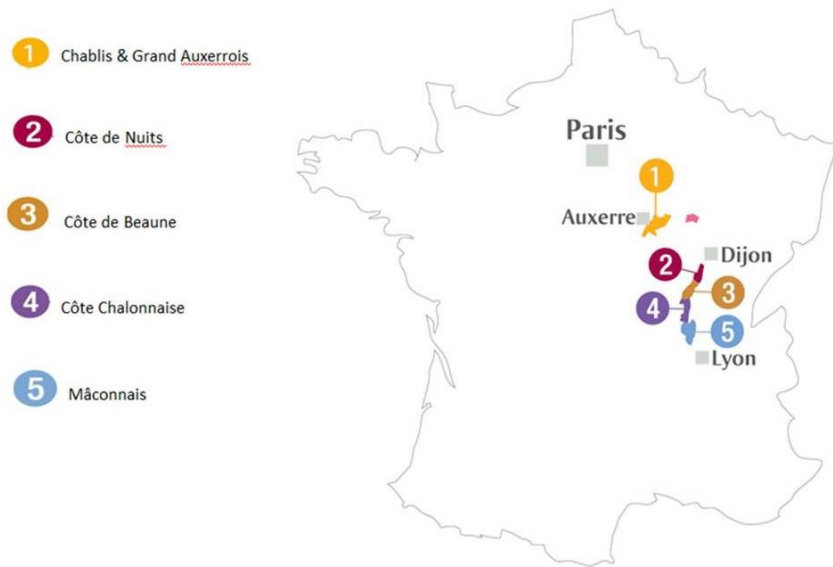 1 Chablis & Grand Auxerrois
2 Côte de Nuits
3 Côte de Beaune
4 Côte Chalonnaise
5 Mâconnais
Paris
1
Auxerre
2
Dijon
3
4
5
Lyon